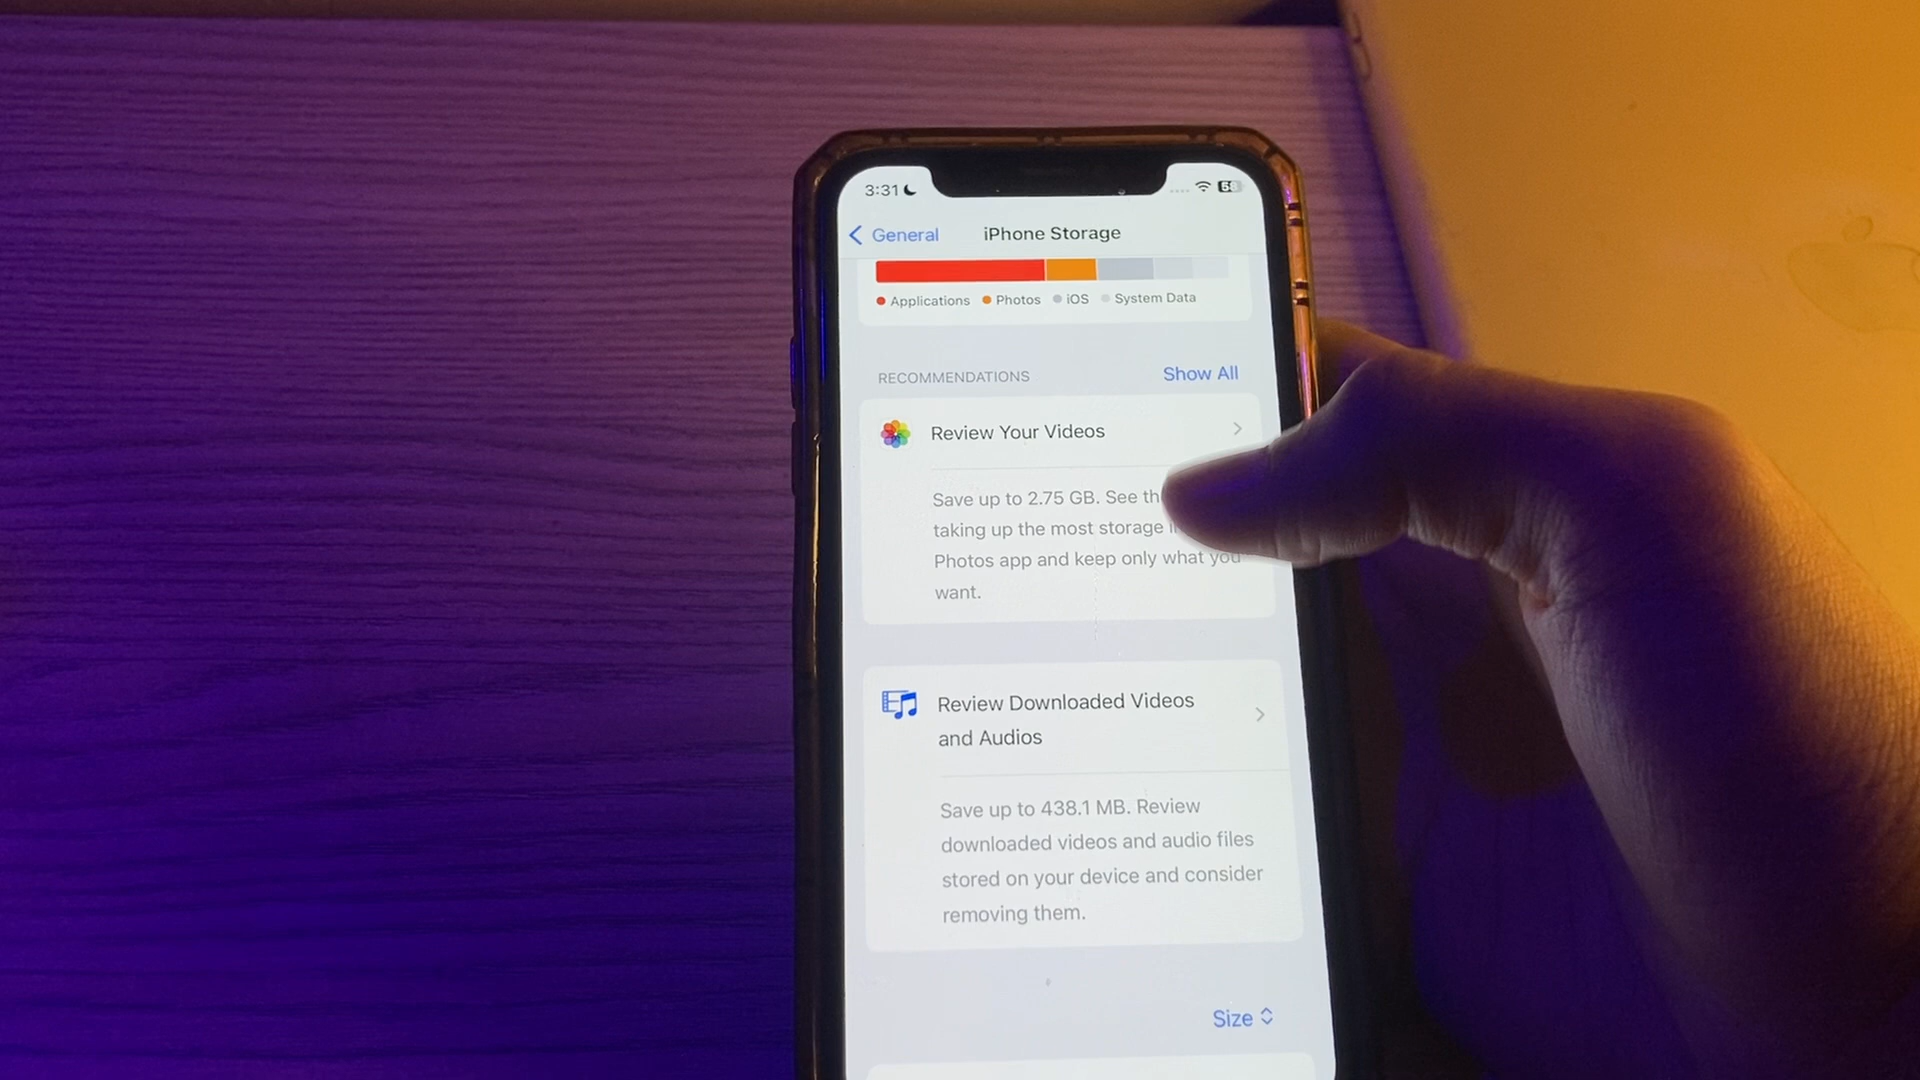 3:31
58
General
iPhone Storage
Applications Photos iOS System Data
RECOMMENDATIONS
Show All
Review Your Videos
Save up to 2.75 GB. See
taking up the most storage
Photos app and keep only what you
want.
Review Downloaded Videos
and Audios
Save up to 438.1 MB. Review
downloaded videos and audio files
stored on your device and consider
removing them.
Size